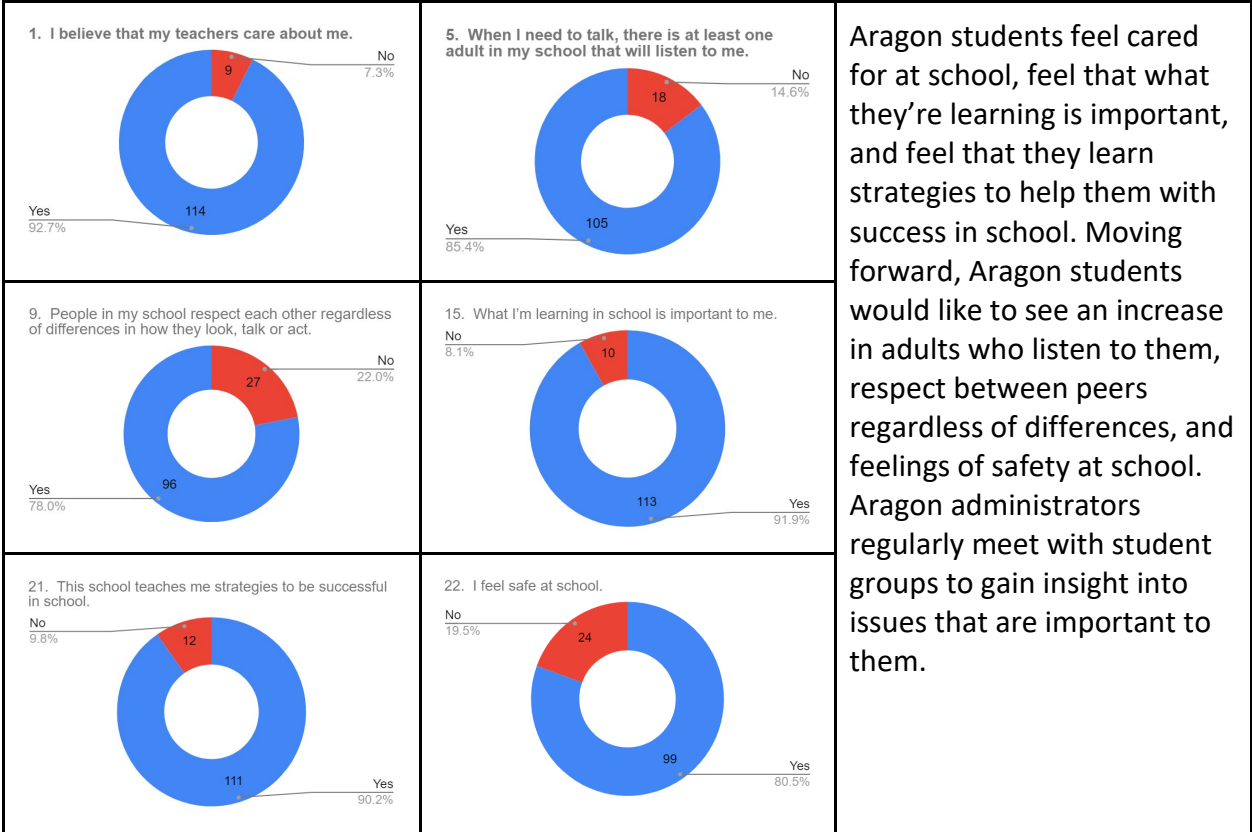 1. I believe that my teachers care about me.
No
7.3%
9
114
Yes
92.7%
5. When I need to talk, there is at least one
adult in my school that will listen to me.
No
14.6%
18
105
Yes
85.4%
9. People in my school respect each other regardless
of differences in how they look, talk or act.
No
22.0%
27
96
Yes
78.0%
15. What I'm learning in school is important to me.
No
8.1%
10
113
Yes
91.9%
21. This school teaches me strategies to be successful
in school.
No
9.8%
12
111
Yes
90.2%
22. I feel safe at school.
No
19.5%
24
99
Yes
80.5%
Aragon students feel cared
for at school, feel that what
they’re learning is important,
and feel that they learn
strategies to help them with
success in school. Moving
forward, Aragon students
would like to see an increase
in adults who listen to them,
respect between peers
regardless of differences, and
feelings of safety at school.
Aragon administrators
regularly meet with student
groups to gain insight into
issues that are important to
them.